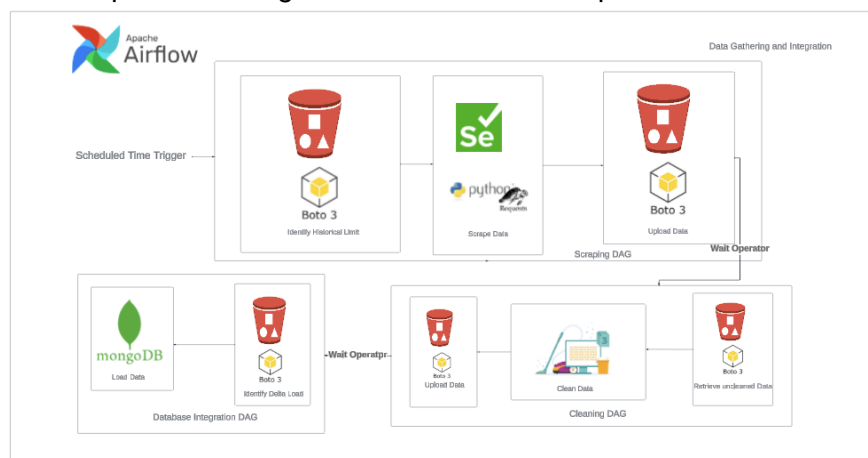 Apache
Airflow
Data Gathering and Integration
Scheduled Time Trigger
Boto 3
Identify Historical Limit
Se
python
Requests
Scrape Data
Boto 3
Upload Data
Scraping DAG
Wait Operator
mongoDB
Load Data
Boto 3
Identify Delta Load
Database Integration DAG
Wait Operatpr
Boto 3
Upload Data
Clean Data
Boto 3
Retrieve uncleaned Data
Cleaning DAG